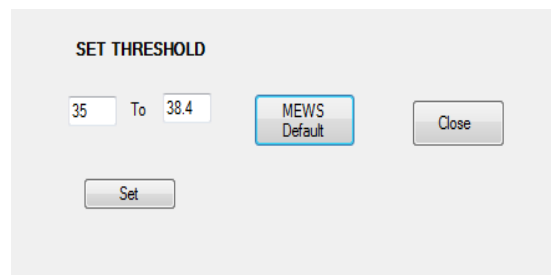 SET THRESHOLD
35 To 38.4
MEWS
Default
Close
Set